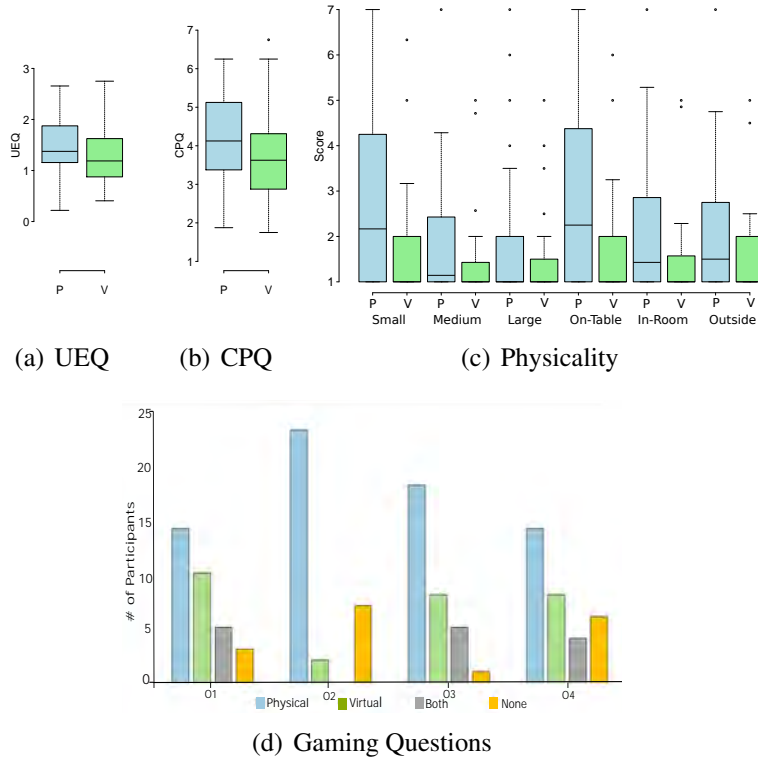 3
2
1
0
UEQ
P V
7
6
5
4
3
2
1
CPQ
P V
7
6
5
4
3
2
1
Score
P V P V P V P V P V P V
Small Medium Large On-Table In-Room Outside
(a) UEQ (b) CPQ (c) Physicality
25
20
15
10
5
0
# of Participants
O1 O2 O3 O4
Physical Virtual Both None
(d) Gaming Questions